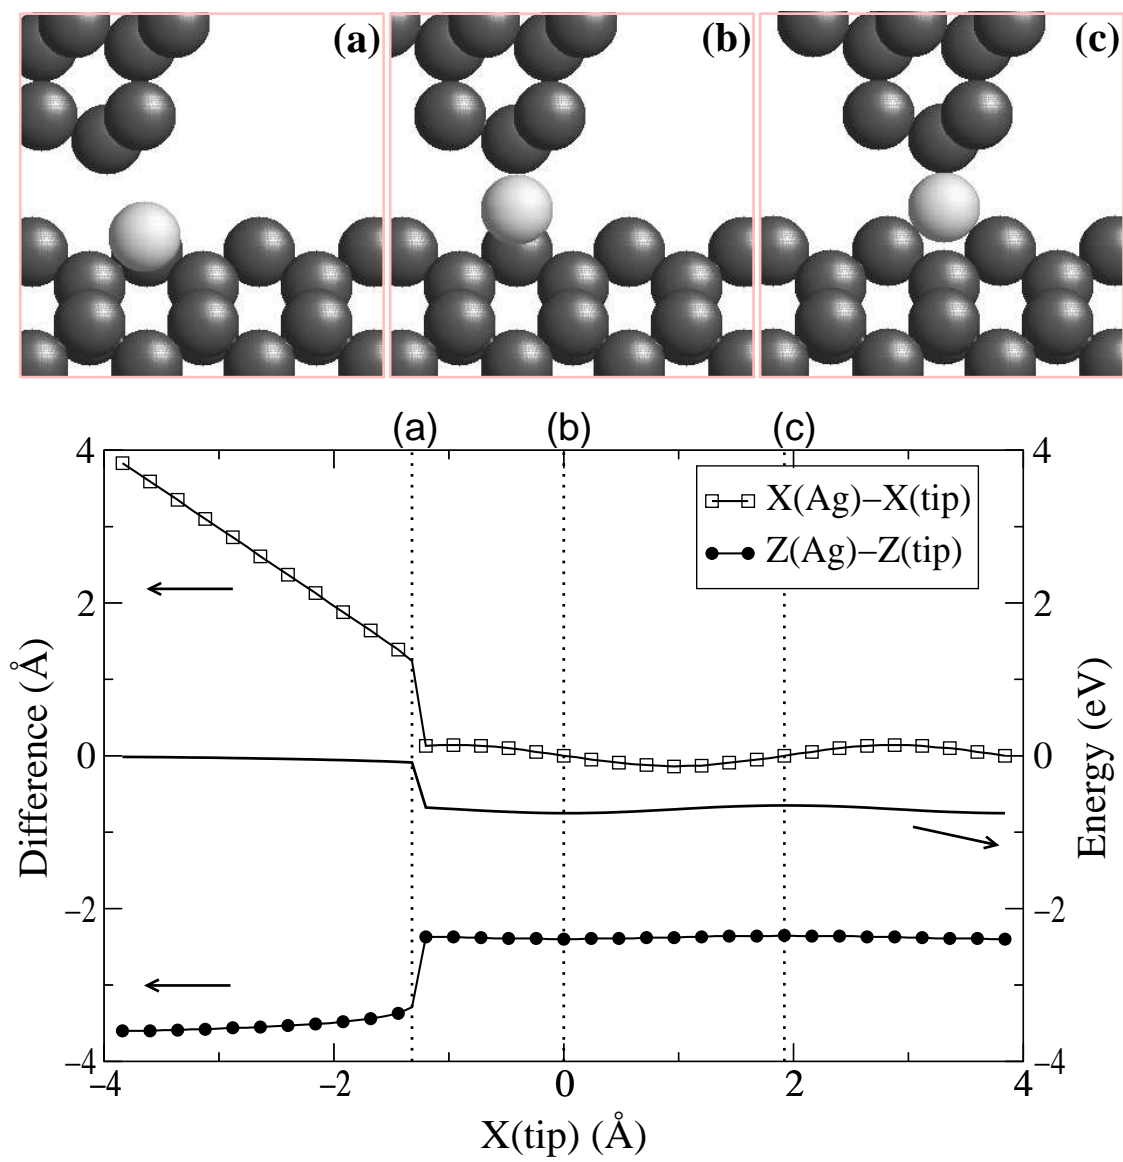 (a) (b) (c)
(a) (b) (c)
4 4
X(Ag)−X(tip)
Z(Ag)−Z(tip)
2 2
Difference (Å)
Energy (eV)
0 0
−2 −2
−4 −4
−4 −2 0 2 4
X(tip) (Å)